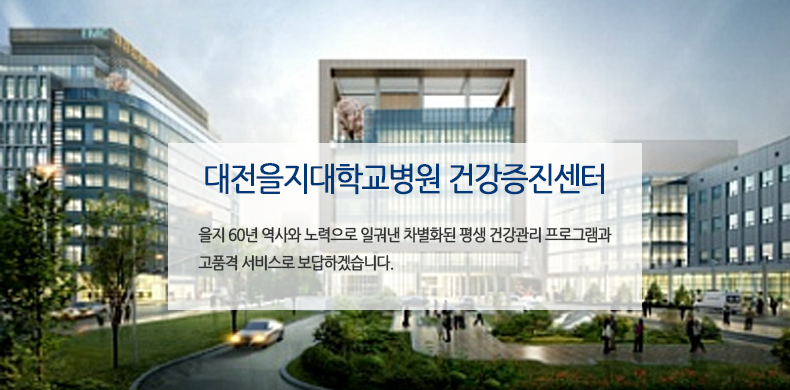 대전을지대학교병원 건강증진센터
을지 60년 역사와 노력으로 일궈낸 차별화된 평생 건강관리 프로그램과
고품격 서비스로 보답하겠습니다.